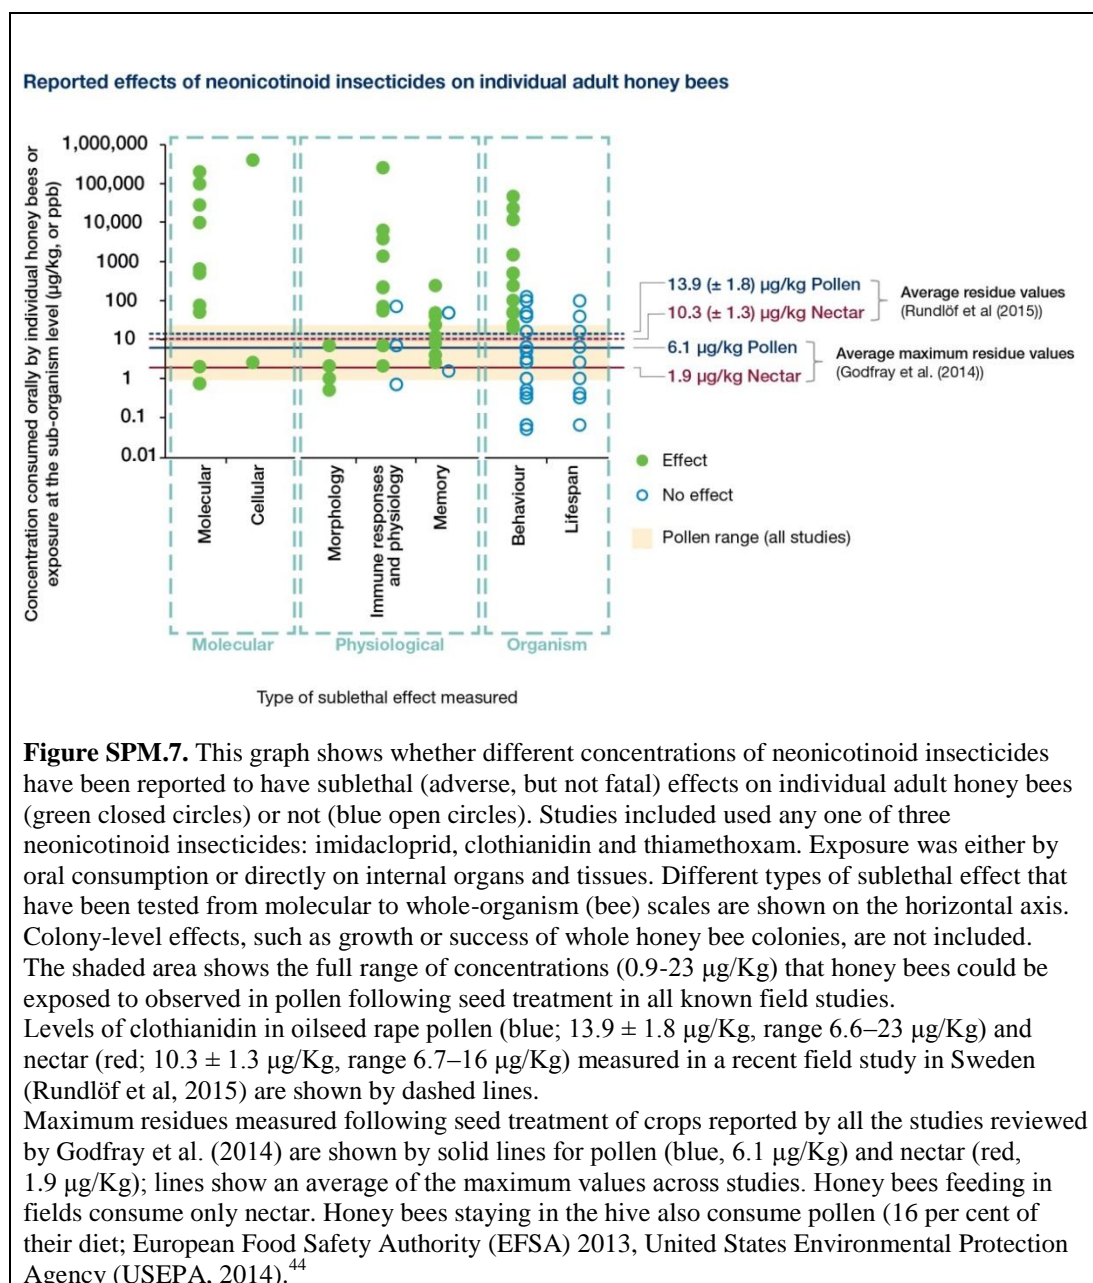 Reported effects of neonicotinoid insecticides on individual adult honey bees
Concentration consumed orally by individual honey bees or
exposure at the sub-organism level (µg/kg, or ppb)
1,000,000
100,000
10,000
1000
100
10
1
0.1
0.01
13.9 (± 1.8) µg/kg Pollen
10.3 (± 1.3) µg/kg Nectar
Average residue values
(Rundlöf et al (2015))
6.1 µg/kg Pollen
1.9 µg/kg Nectar
Average maximum residue values
(Godfray et al. (2014))
Effect
No effect
Pollen range (all studies)
Molecular
Cellular
Morphology
Immune responses
and physiology
Memory
Behaviour
Lifespan
Molecular
Physiological
Organism
Type of sublethal effect measured
Figure SPM.7. This graph shows whether different concentrations of neonicotinoid insecticides
have been reported to have sublethal (adverse, but not fatal) effects on individual adult honey bees
(green closed circles) or not (blue open circles). Studies included used any one of three
neonicotinoid insecticides: imidacloprid, clothianidin and thiamethoxam. Exposure was either by
oral consumption or directly on internal organs and tissues. Different types of sublethal effect that
have been tested from molecular to whole-organism (bee) scales are shown on the horizontal axis.
Colony-level effects, such as growth or success of whole honey bee colonies, are not included.
The shaded area shows the full range of concentrations (0.9-23 µg/Kg) that honey bees could be
exposed to observed in pollen following seed treatment in all known field studies.
Levels of clothianidin in oilseed rape pollen (blue; 13.9 ± 1.8 µg/Kg, range 6.6–23 µg/Kg) and
nectar (red; 10.3 ± 1.3 µg/Kg, range 6.7–16 µg/Kg) measured in a recent field study in Sweden
(Rundlöf et al, 2015) are shown by dashed lines.
Maximum residues measured following seed treatment of crops reported by all the studies reviewed
by Godfray et al. (2014) are shown by solid lines for pollen (blue, 6.1 µg/Kg) and nectar (red,
1.9 µg/Kg); lines show an average of the maximum values across studies. Honey bees feeding in
fields consume only nectar. Honey bees staying in the hive also consume pollen (16 per cent of
their diet; European Food Safety Authority (EFSA) 2013, United States Environmental Protection
Agency (USEPA, 2014).44